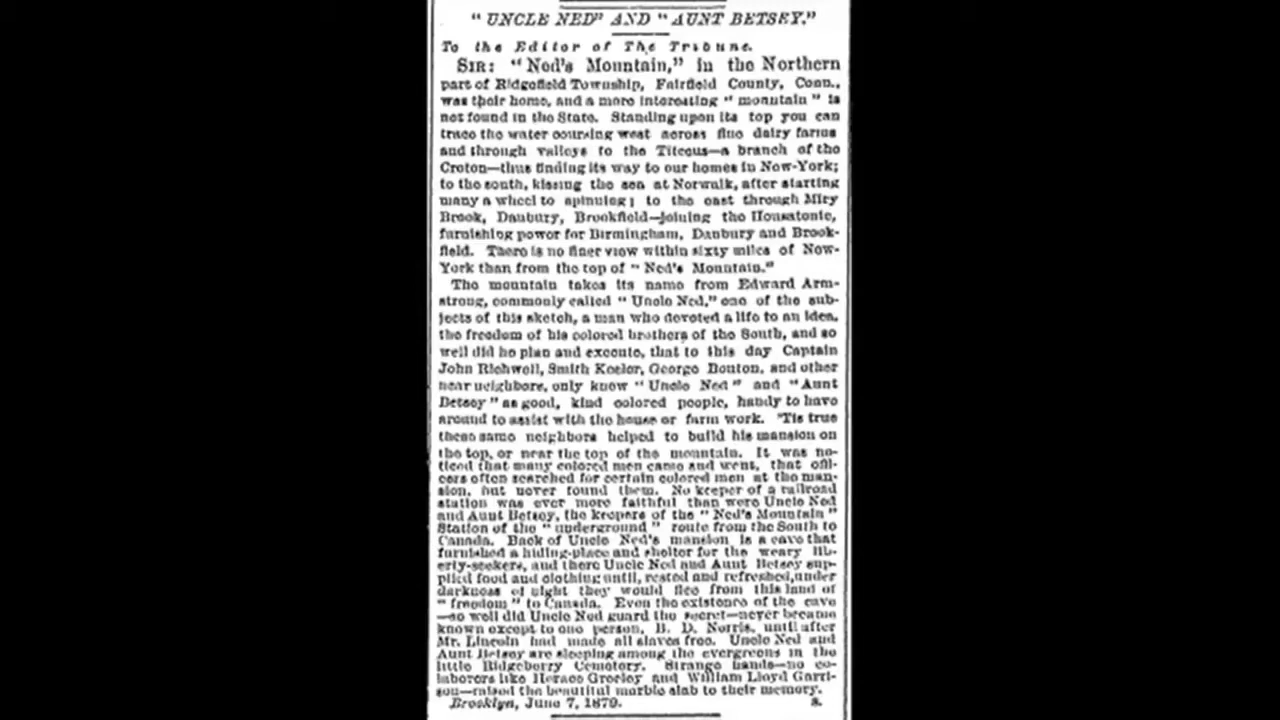 "UNCLE NED" AND "AUNT BETSEY."
To the Editor of The Tribune.
SIR: "Ned's Mountain," in the Northern
part of Ridgefield Township, Fairfield County, Conn.,
was their home, and a more interesting "mountain" is
not found in the State. Standing upon its top you can
trace the water coursing west across fine dairy farms
and through valleys to the Titcous—a branch of the
Croton—thus finding its way to our homes in New-York;
to the south, kissing the sea at Norwalk, after starting
many a wheel to spinning; to the east through Miry
Brook, Danbury, Brookfield—joining the Housatonic,
furnishing power for Birmingham, Danbury and Brook-
field. There is no finer view within sixty miles of New-
York than from the top of "Ned's Mountain."
The mountain takes its name from Edward Arm-
strong, commonly called "Uncle Ned," one of the sub-
jects of this sketch, a man who devoted a life to an idea,
the freedom of his colored brothers of the South, and so
well did he plan and execute, that to this day Captain
John Richwell, Smith Keeler, George Bouton, and other
near neighbors, only know "Uncle Ned" and "Aunt
Betsey" as good, kind colored people, handy to have
around to assist with the house or farm work. 'Tis true
these same neighbors helped to build his mansion on
the top, or near the top of the mountain. It was no-
ticed that many colored men came and went, that offi-
cers often searched for certain colored men at the man-
sion, but never found them. No keeper of a railroad
station was ever more faithful than were Uncle Ned
and Aunt Betsey, the keepers of the "Ned's Mountain"
Station of the "underground" route from the South to
Canada. Back of Uncle Ned's mansion is a cave that
furnished a hiding-place and shelter for the weary lib-
erty-seekers, and there Uncle Ned and Aunt Betsey sup-
plied food and clothing until, rested and refreshed, under
darkness of night they would flee from this land of
"freedom" to Canada. Even the existence of the cave
—so well did Uncle Ned guard the secret—never became
known except to one person, B. D. Norris, until after
Mr. Lincoln had made all slaves free. Uncle Ned and
Aunt Betsey are sleeping among the evergreens in the
little Ridgebery Cemetery. Strange hands—no co-
laborers like Horace Greeley and William Lloyd Garri-
son—raised the beautiful marble slab to their memory.
Brooklyn, June 7, 1879. S.